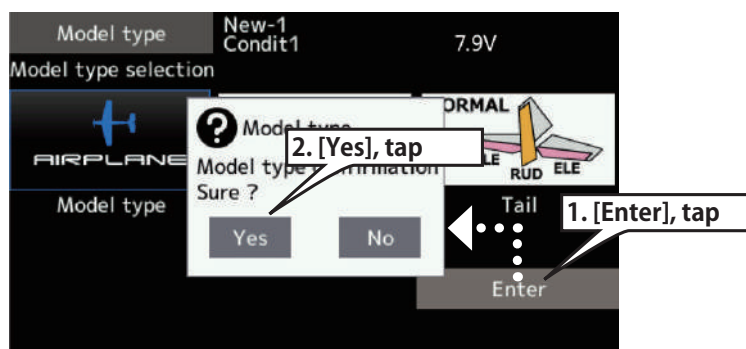 Model type
New-1
Condit1
7.9V
Model type selection
AIRPLANE
Model type
ORMAL
LE
RUD
ELE
Tail
Enter
Model type
Model type confirmation
Sure ?
Yes
No
2. [Yes], tap
1. [Enter], tap